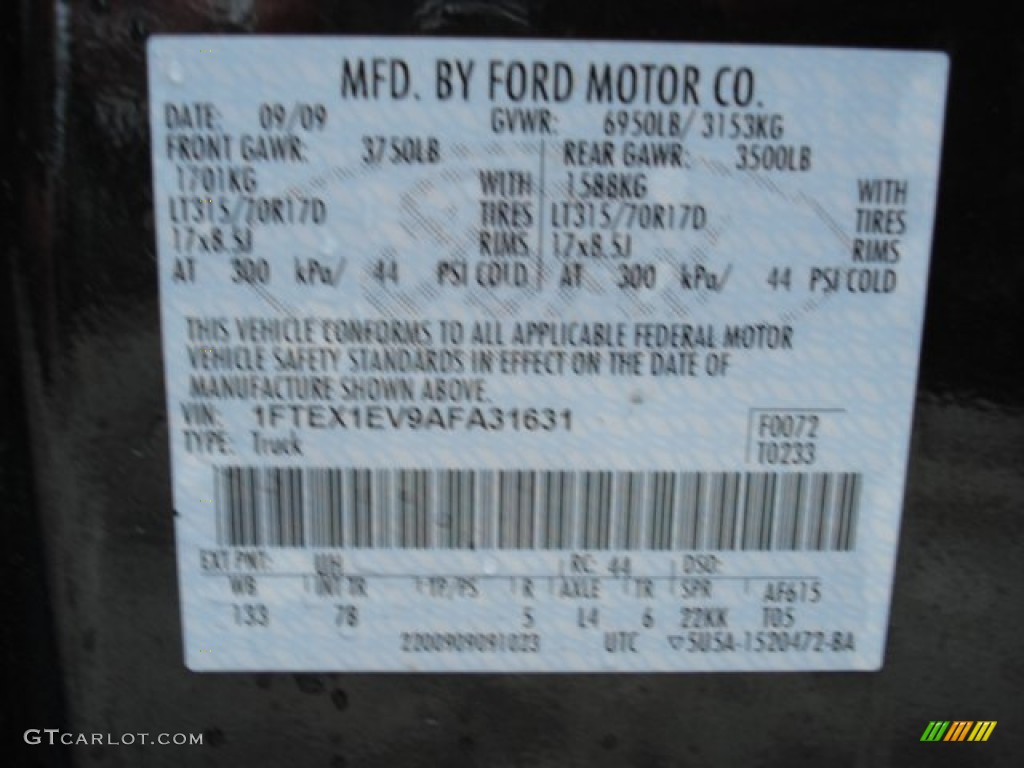 MFD. BY FORD MOTOR CO.
DATE: 09/09 GVWR: 6950LB/ 3153KG
FRONT GAWR: 3750LB REAR GAWR: 3500LB
1701KG WITH 1588KG WITH
LT315/70R17D TIRES LT315/70R17D TIRES
17x8.5J RIMS 17x8.5J RIMS
AT 300 kPa/ 44 PSI COLD AT 300 kPa/ 44 PSI COLD
THIS VEHICLE CONFORMS TO ALL APPLICABLE FEDERAL MOTOR
VEHICLE SAFETY STANDARDS IN EFFECT ON THE DATE OF
MANUFACTURE SHOWN ABOVE.
VIN: 1FTEX1EV9AFA31631
TYPE: Truck
F0072
T0233
EXT PNT: UH RC: 44 DSO:
WB INT TR TP/PS R AXLE TR SPR AF615
133 78 5 L4 6 22KK T05
2200909091023 UTC ▽5U5A-1520472-BA
GTCARLOT.COM